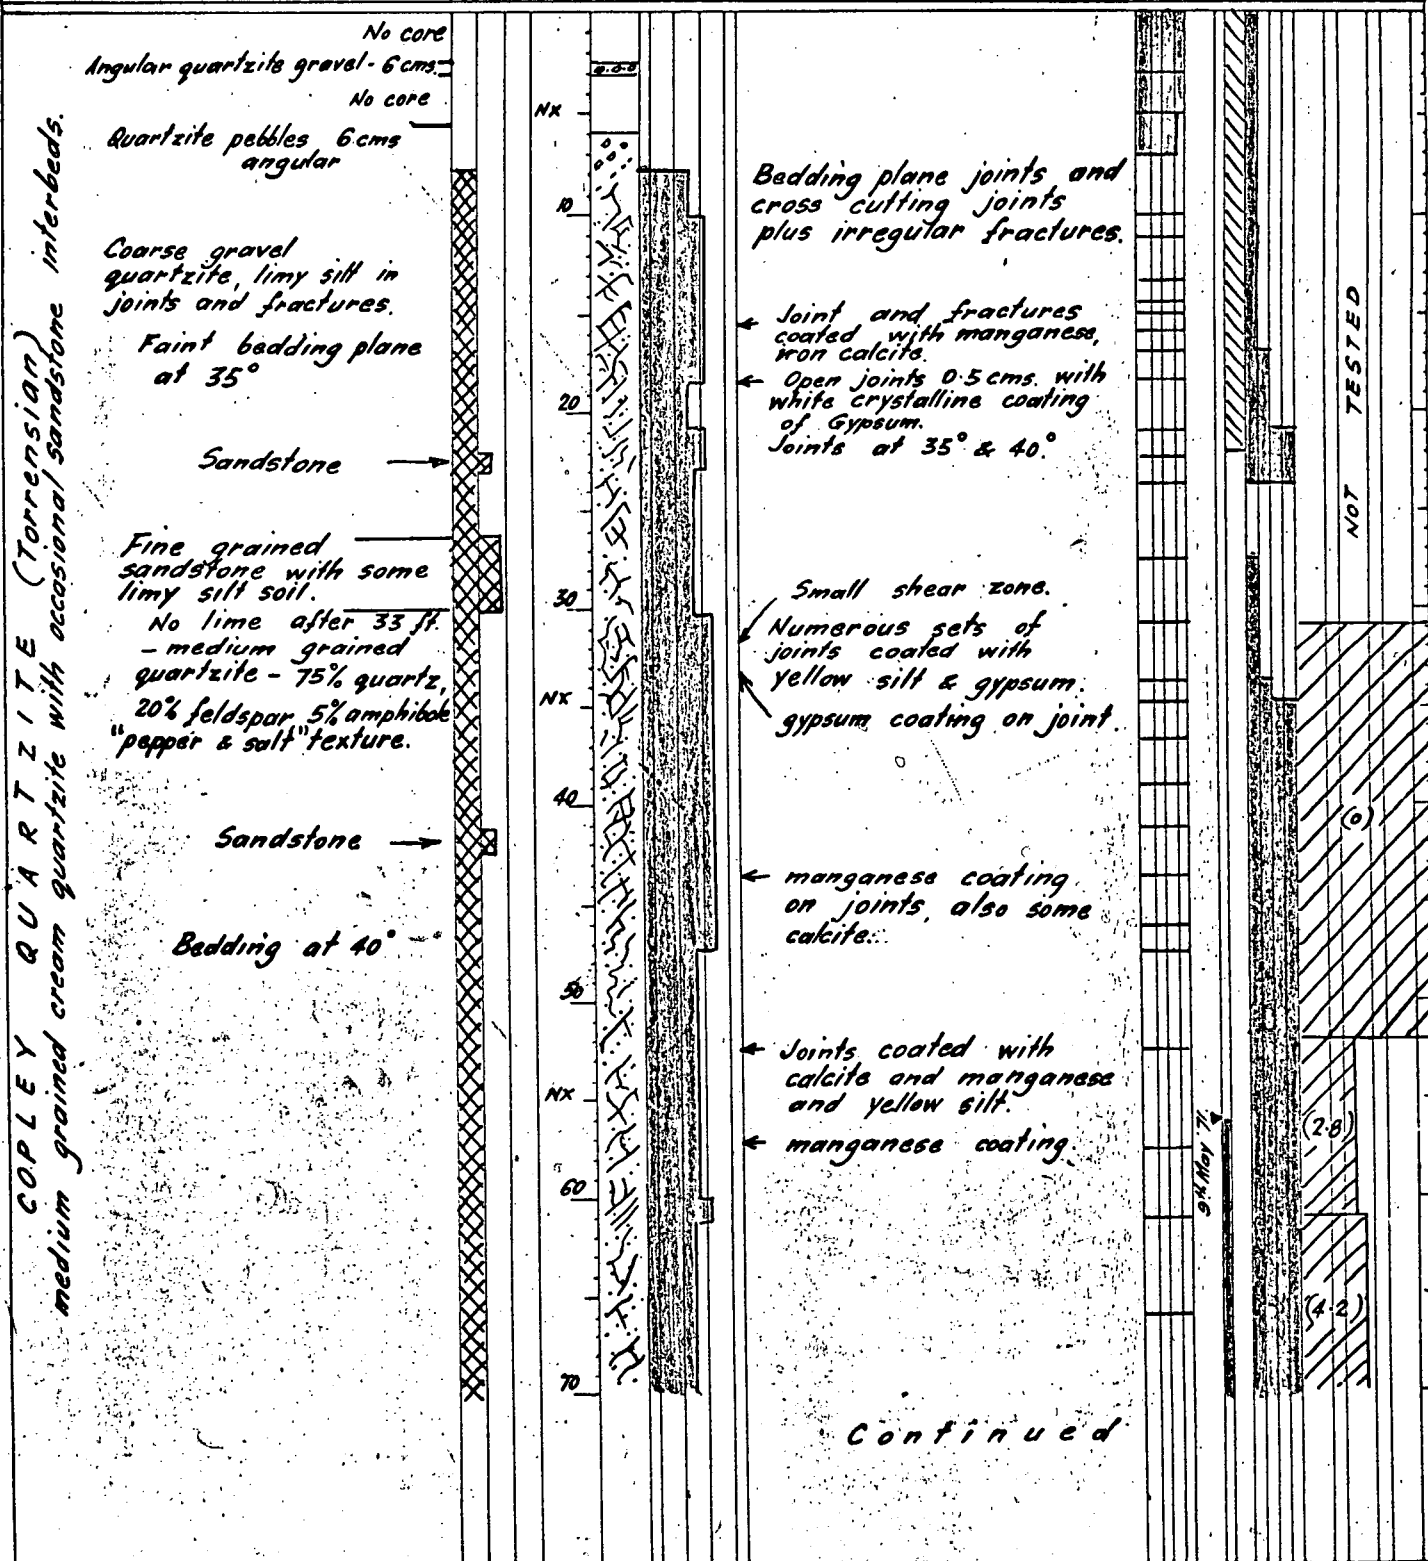 COPLEY QUARTZITE (Torrensian)
medium grained cream quartzite with occasional sandstone interbeds.
No core
Angular quartzite gravel - 6 cms.
No core
Quartzite pebbles 6 cms
angular
Coarse gravel
quartzite, limy silt in
joints and fractures.
Faint bedding plane
at 35°
Sandstone
Fine grained
sandstone with some
limy silt soil.
No lime after 33 ft.
- medium grained
quartzite - 75% quartz,
20% feldspar 5% amphibole
"pepper & salt" texture.
Sandstone
Bedding at 40°
NX
10
20
30
NX
40
50
NX
60
70
Bedding plane joints and
cross cutting joints
plus irregular fractures.
Joint and fractures
coated with manganese,
iron calcite.
Open joints 0.5 cms. with
white crystalline coating
of Gypsum.
Joints at 35° & 40°.
Small shear zone.
Numerous sets of
joints coated with
yellow silt & gypsum.
gypsum coating on joint.
manganese coating
on joints, also some
calcite.
Joints coated with
calcite and manganese
and yellow silt.
manganese coating.
Continued
9th May 71.
NOT TESTED
(0)
(2.8)
(4.2)